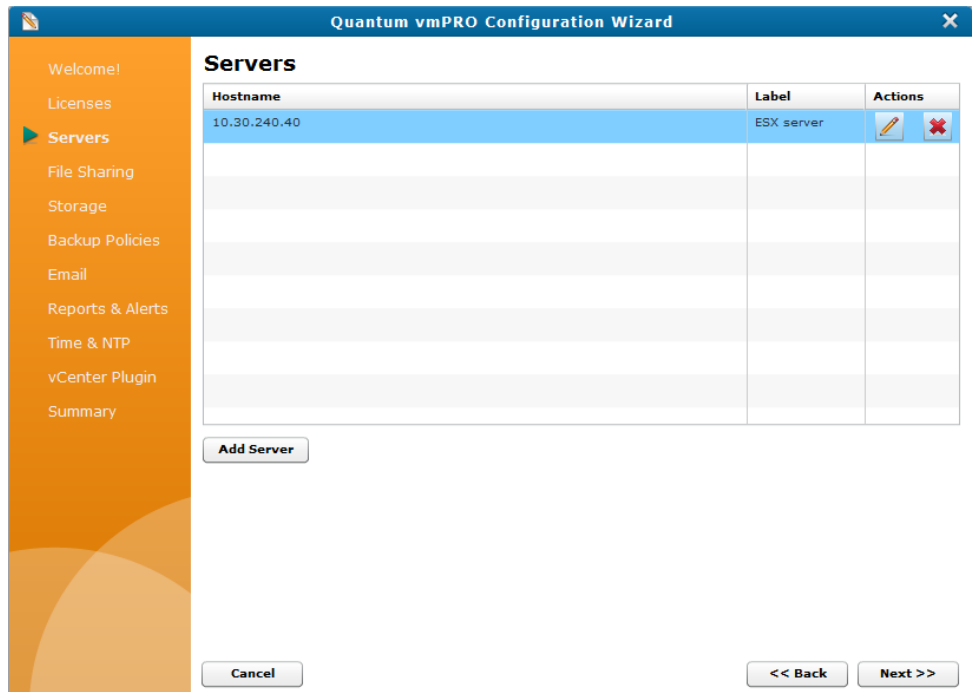 Quantum vmPRO Configuration Wizard
Welcome!
Licenses
Servers
File Sharing
Storage
Backup Policies
Email
Reports & Alerts
Time & NTP
vCenter Plugin
Summary
Servers
Hostname Label Actions
10.30.240.40 ESX server
Add Server
Cancel << Back Next >>